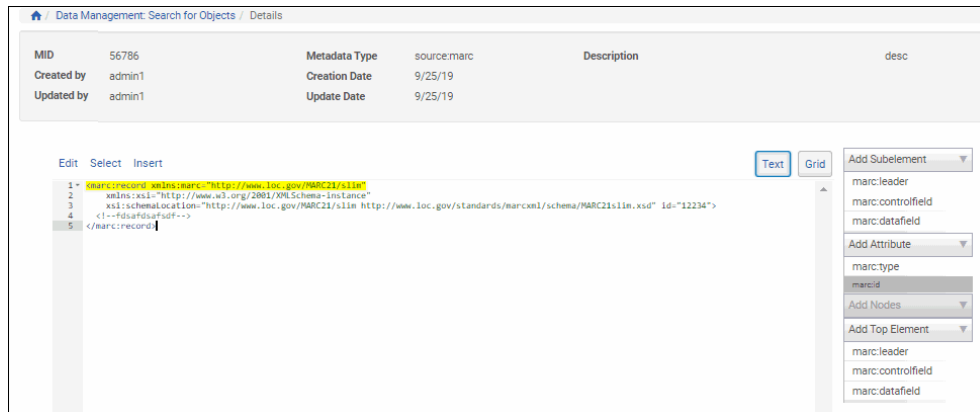 / Data Management: Search for Objects / Details
MID 56786 Metadata Type source:marc Description desc
Created by admin1 Creation Date 9/25/19
Updated by admin1 Update Date 9/25/19
Edit Select Insert Text Grid
1 <marc:record xmlns:marc="http://www.loc.gov/MARC21/slim"
2 xmlns:xsi="http://www.w3.org/2001/XMLSchema-instance"
3 xsi:schemaLocation="http://www.loc.gov/MARC21/slim http://www.loc.gov/standards/marcxml/schema/MARC21slim.xsd" id="12234">
4 <!--fdsafdsafsdf-->
5 </marc:record>
Add Subelement
marc:leader
marc:controlfield
marc:datafield
Add Attribute
marc:type
marc:id
Add Nodes
Add Top Element
marc:leader
marc:controlfield
marc:datafield